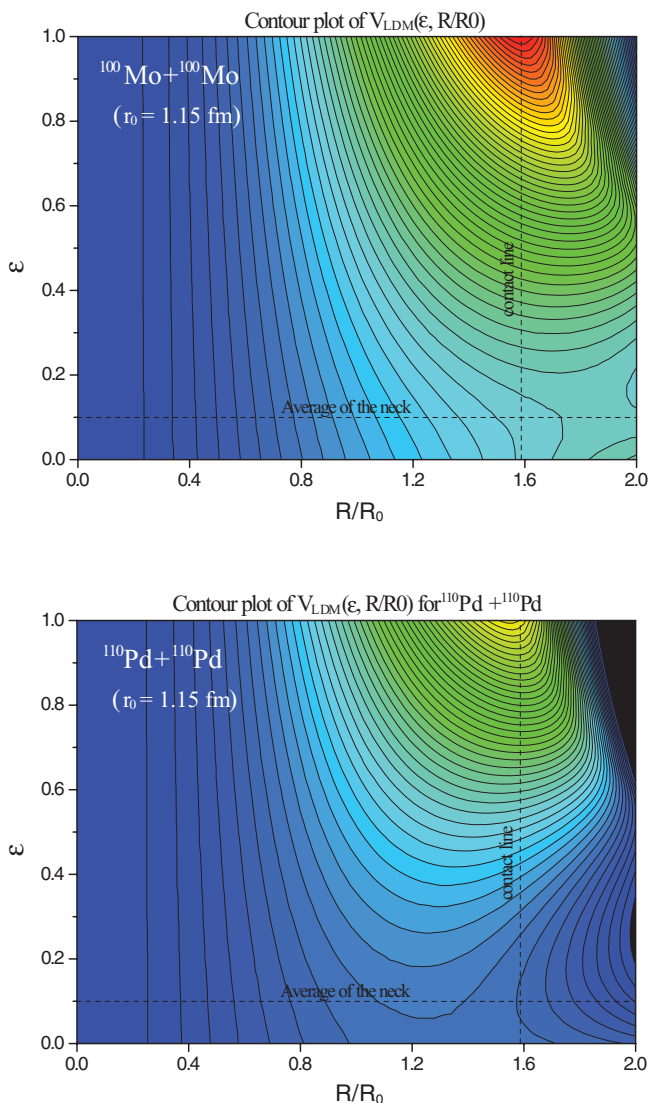 Contour plot of V_LDM(ε, R/R0)
1.0
¹⁰⁰Mo+¹⁰⁰Mo
(r₀ = 1.15 fm)
0.8
0.6
ε
contact line
0.4
0.2
Average of the neck
0.0
0.0 0.4 0.8 1.2 1.6 2.0
R/R₀
Contour plot of V_LDM(ε, R/R0) for¹¹⁰Pd +¹¹⁰Pd
1.0
¹¹⁰Pd+¹¹⁰Pd
(r₀ = 1.15 fm)
0.8
0.6
ε
contact line
0.4
0.2
Average of the neck
0.0
0.0 0.4 0.8 1.2 1.6 2.0
R/R₀